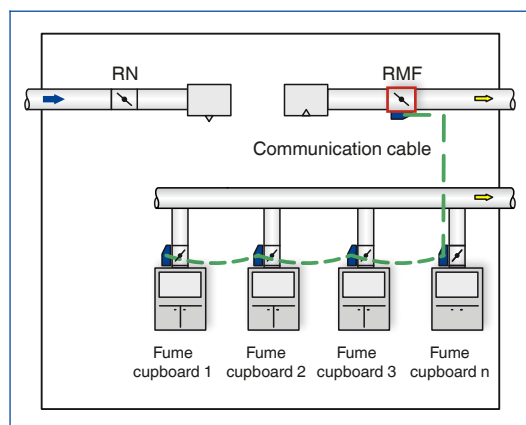 RN
RMF
Communication cable
Fume
cupboard 1
Fume
cupboard 2
Fume
cupboard 3
Fume
cupboard n